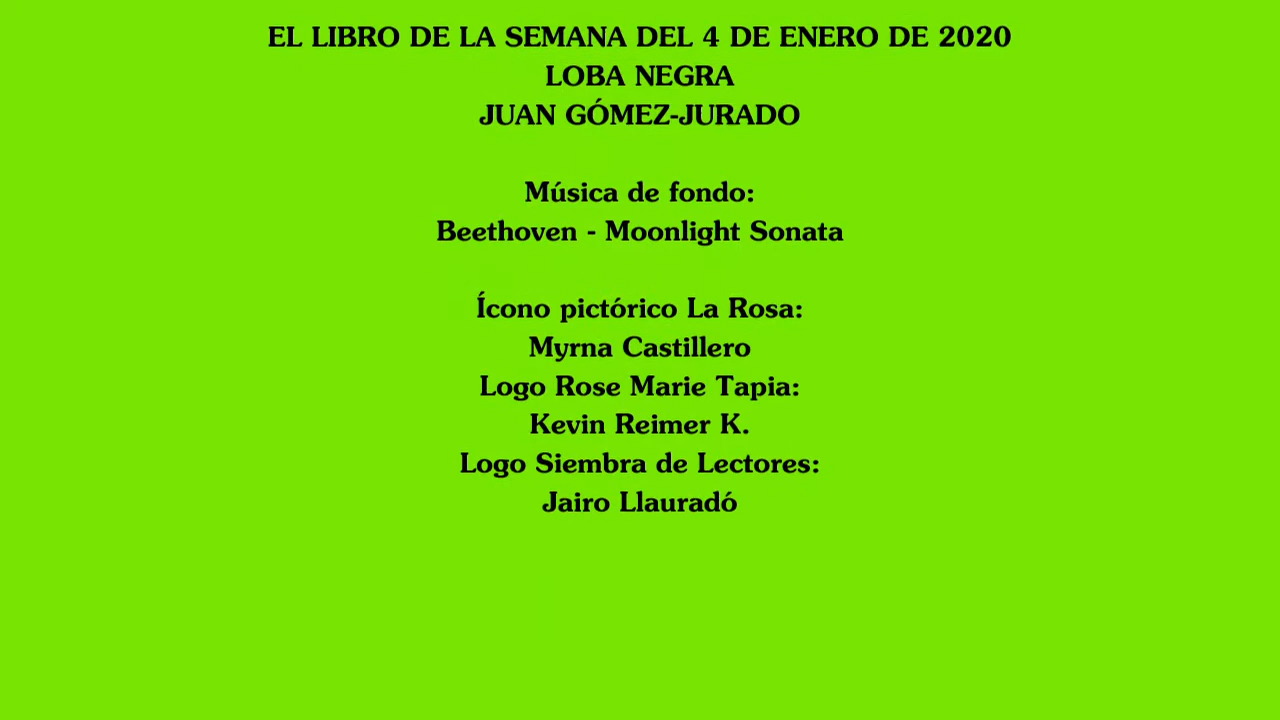 EL LIBRO DE LA SEMANA DEL 4 DE ENERO DE 2020
LOBA NEGRA
JUAN GÓMEZ-JURADO
Música de fondo:
Beethoven - Moonlight Sonata
Ícono pictórico La Rosa:
Myrna Castillero
Logo Rose Marie Tapia:
Kevin Reimer K.
Logo Siembra de Lectores:
Jairo Llauradó